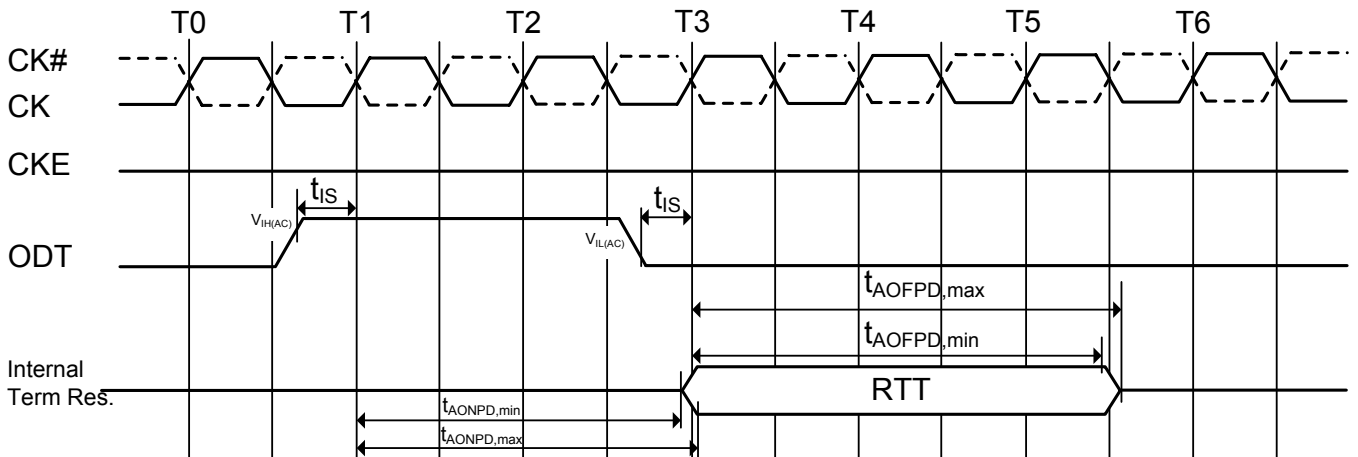 T0 T1 T2 T3 T4 T5 T6
CK#
CK
CKE
tIS
tIS
VIH(AC)
VIL(AC)
ODT
tAOFPD,max
tAOFPD,min
Internal
Term Res.
RTT
tAONPD,min
tAONPD,max